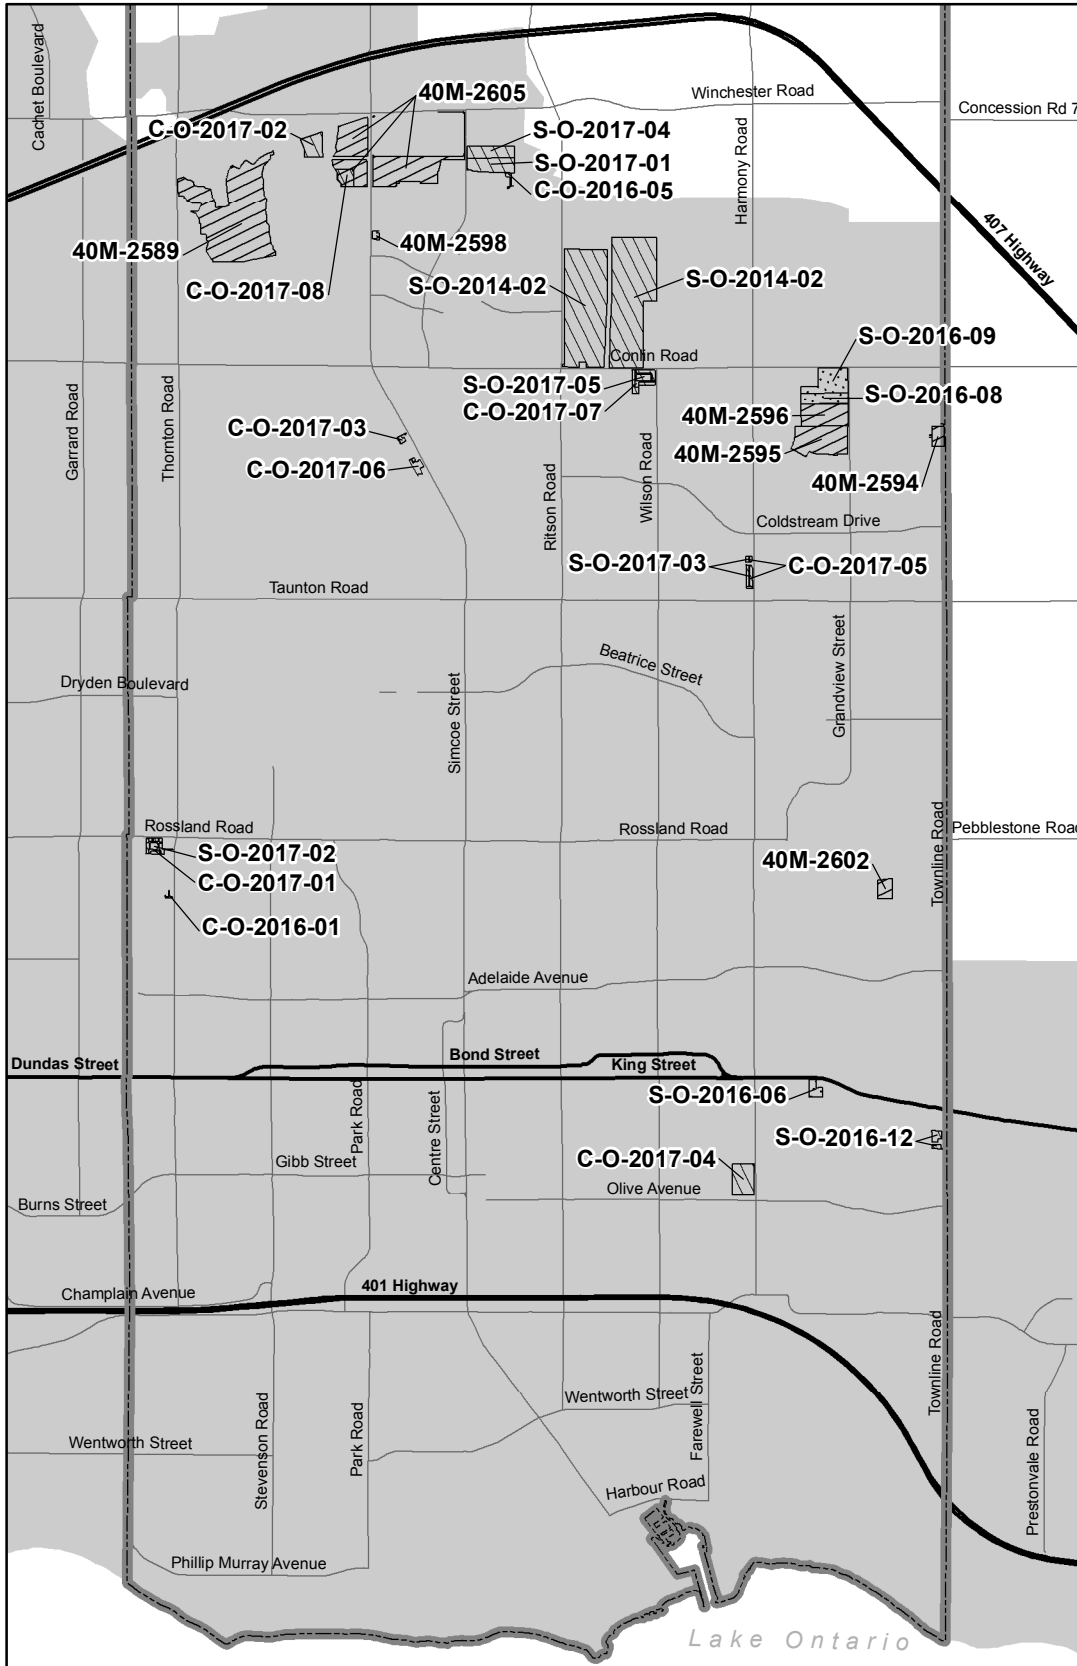 Cachet Boulevard
40M-2605
Winchester Road
Concession Rd 7
C-O-2017-02
S-O-2017-04
S-O-2017-01
C-O-2016-05
Harmony Road
407 Highway
40M-2589
40M-2598
C-O-2017-08
S-O-2014-02
S-O-2014-02
Conlin Road
S-O-2016-09
S-O-2017-05
S-O-2016-08
C-O-2017-07
40M-2596
C-O-2017-03
40M-2595
C-O-2017-06
40M-2594
Garrard Road
Thornton Road
Ritson Road
Wilson Road
Coldstream Drive
S-O-2017-03
C-O-2017-05
Taunton Road
Beatrice Street
Grandview Street
Dryden Boulevard
Simcoe Street
Rossland Road
Rossland Road
Townline Road
Pebblestone Road
S-O-2017-02
40M-2602
C-O-2017-01
C-O-2016-01
Adelaide Avenue
Dundas Street
Bond Street
King Street
S-O-2016-06
Park Road
Centre Street
S-O-2016-12
Gibb Street
C-O-2017-04
Olive Avenue
Burns Street
Champlain Avenue
401 Highway
Townline Road
Wentworth Street
Farewell Street
Wentworth Street
Stevenson Road
Park Road
Prestonvale Road
Harbour Road
Phillip Murray Avenue
Lake Ontario